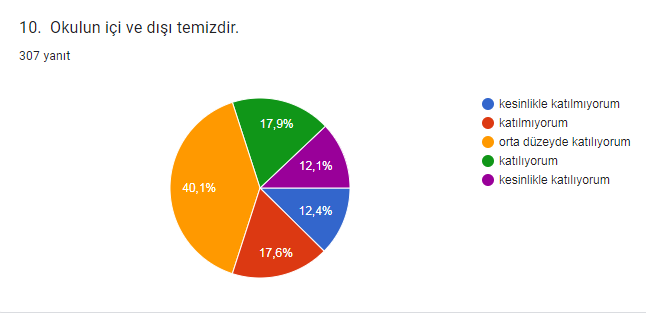 10. Okulun içi ve dışı temizdir.
307 yanıt
kesinlikle katılmıyorum
katılmıyorum
orta düzeyde katılıyorum
katılıyorum
kesinlikle katılıyorum
17,9%
12,1%
40,1%
12,4%
17,6%